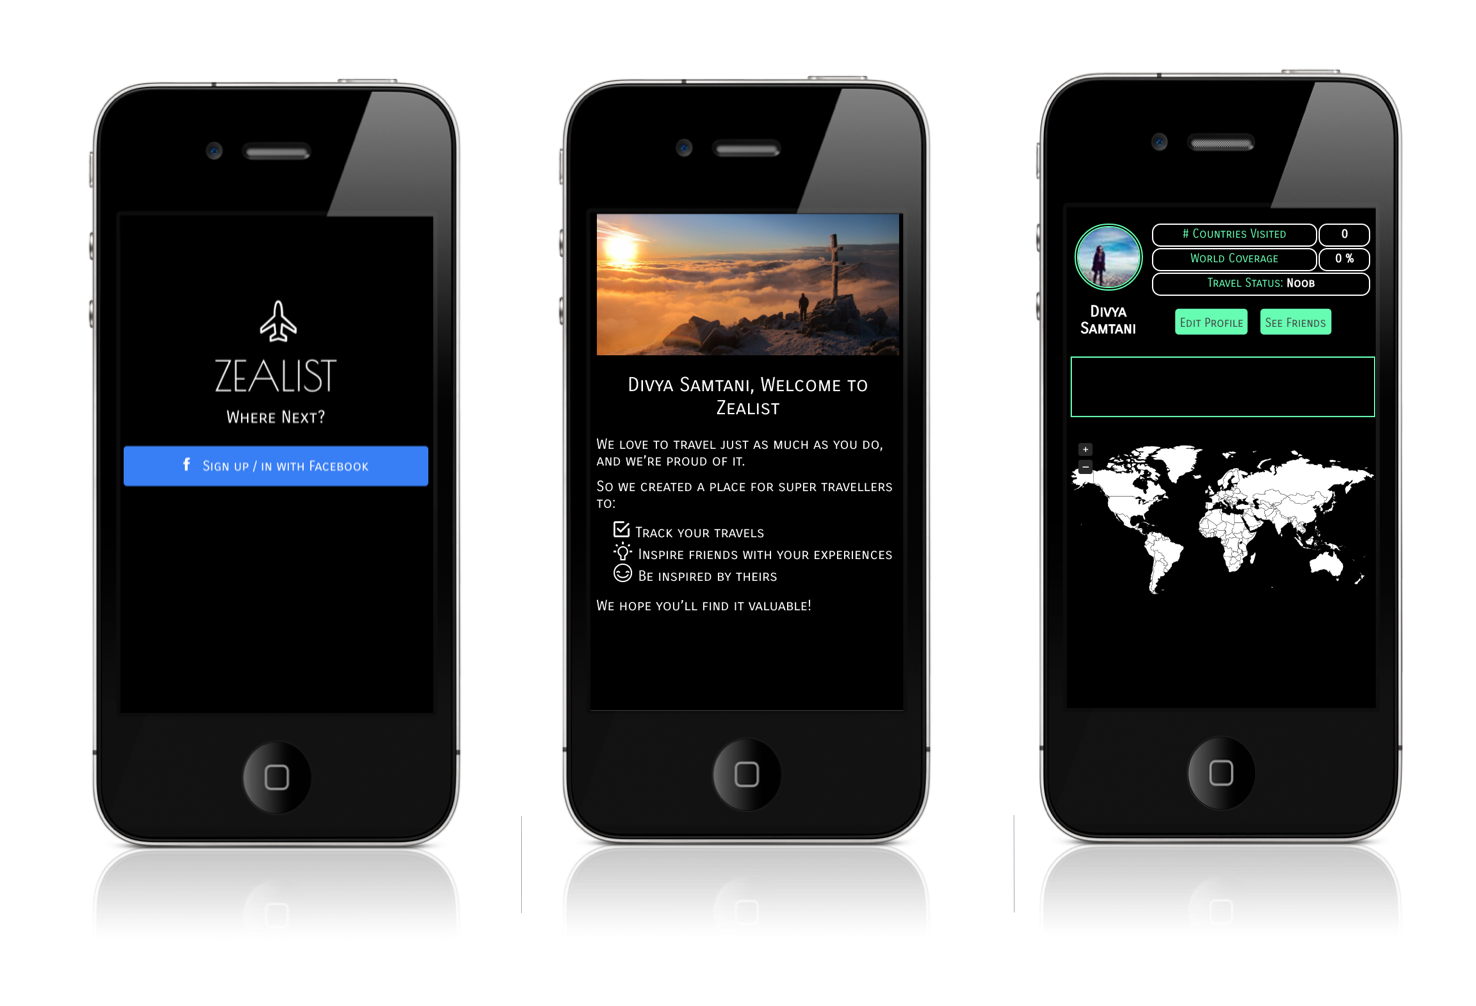 ZEALIST
Where Next?
f Sign up / in with Facebook
Divya Samtani, Welcome to
Zealist
We love to travel just as much as you do,
and we're proud of it.
So we created a place for super travellers
to:
Track your travels
Inspire friends with your experiences
Be inspired by theirs
We hope you'll find it valuable!
# Countries Visited 0
World Coverage 0 %
Travel Status: Noob
Divya
Samtani
Edit Profile See Friends
+
−